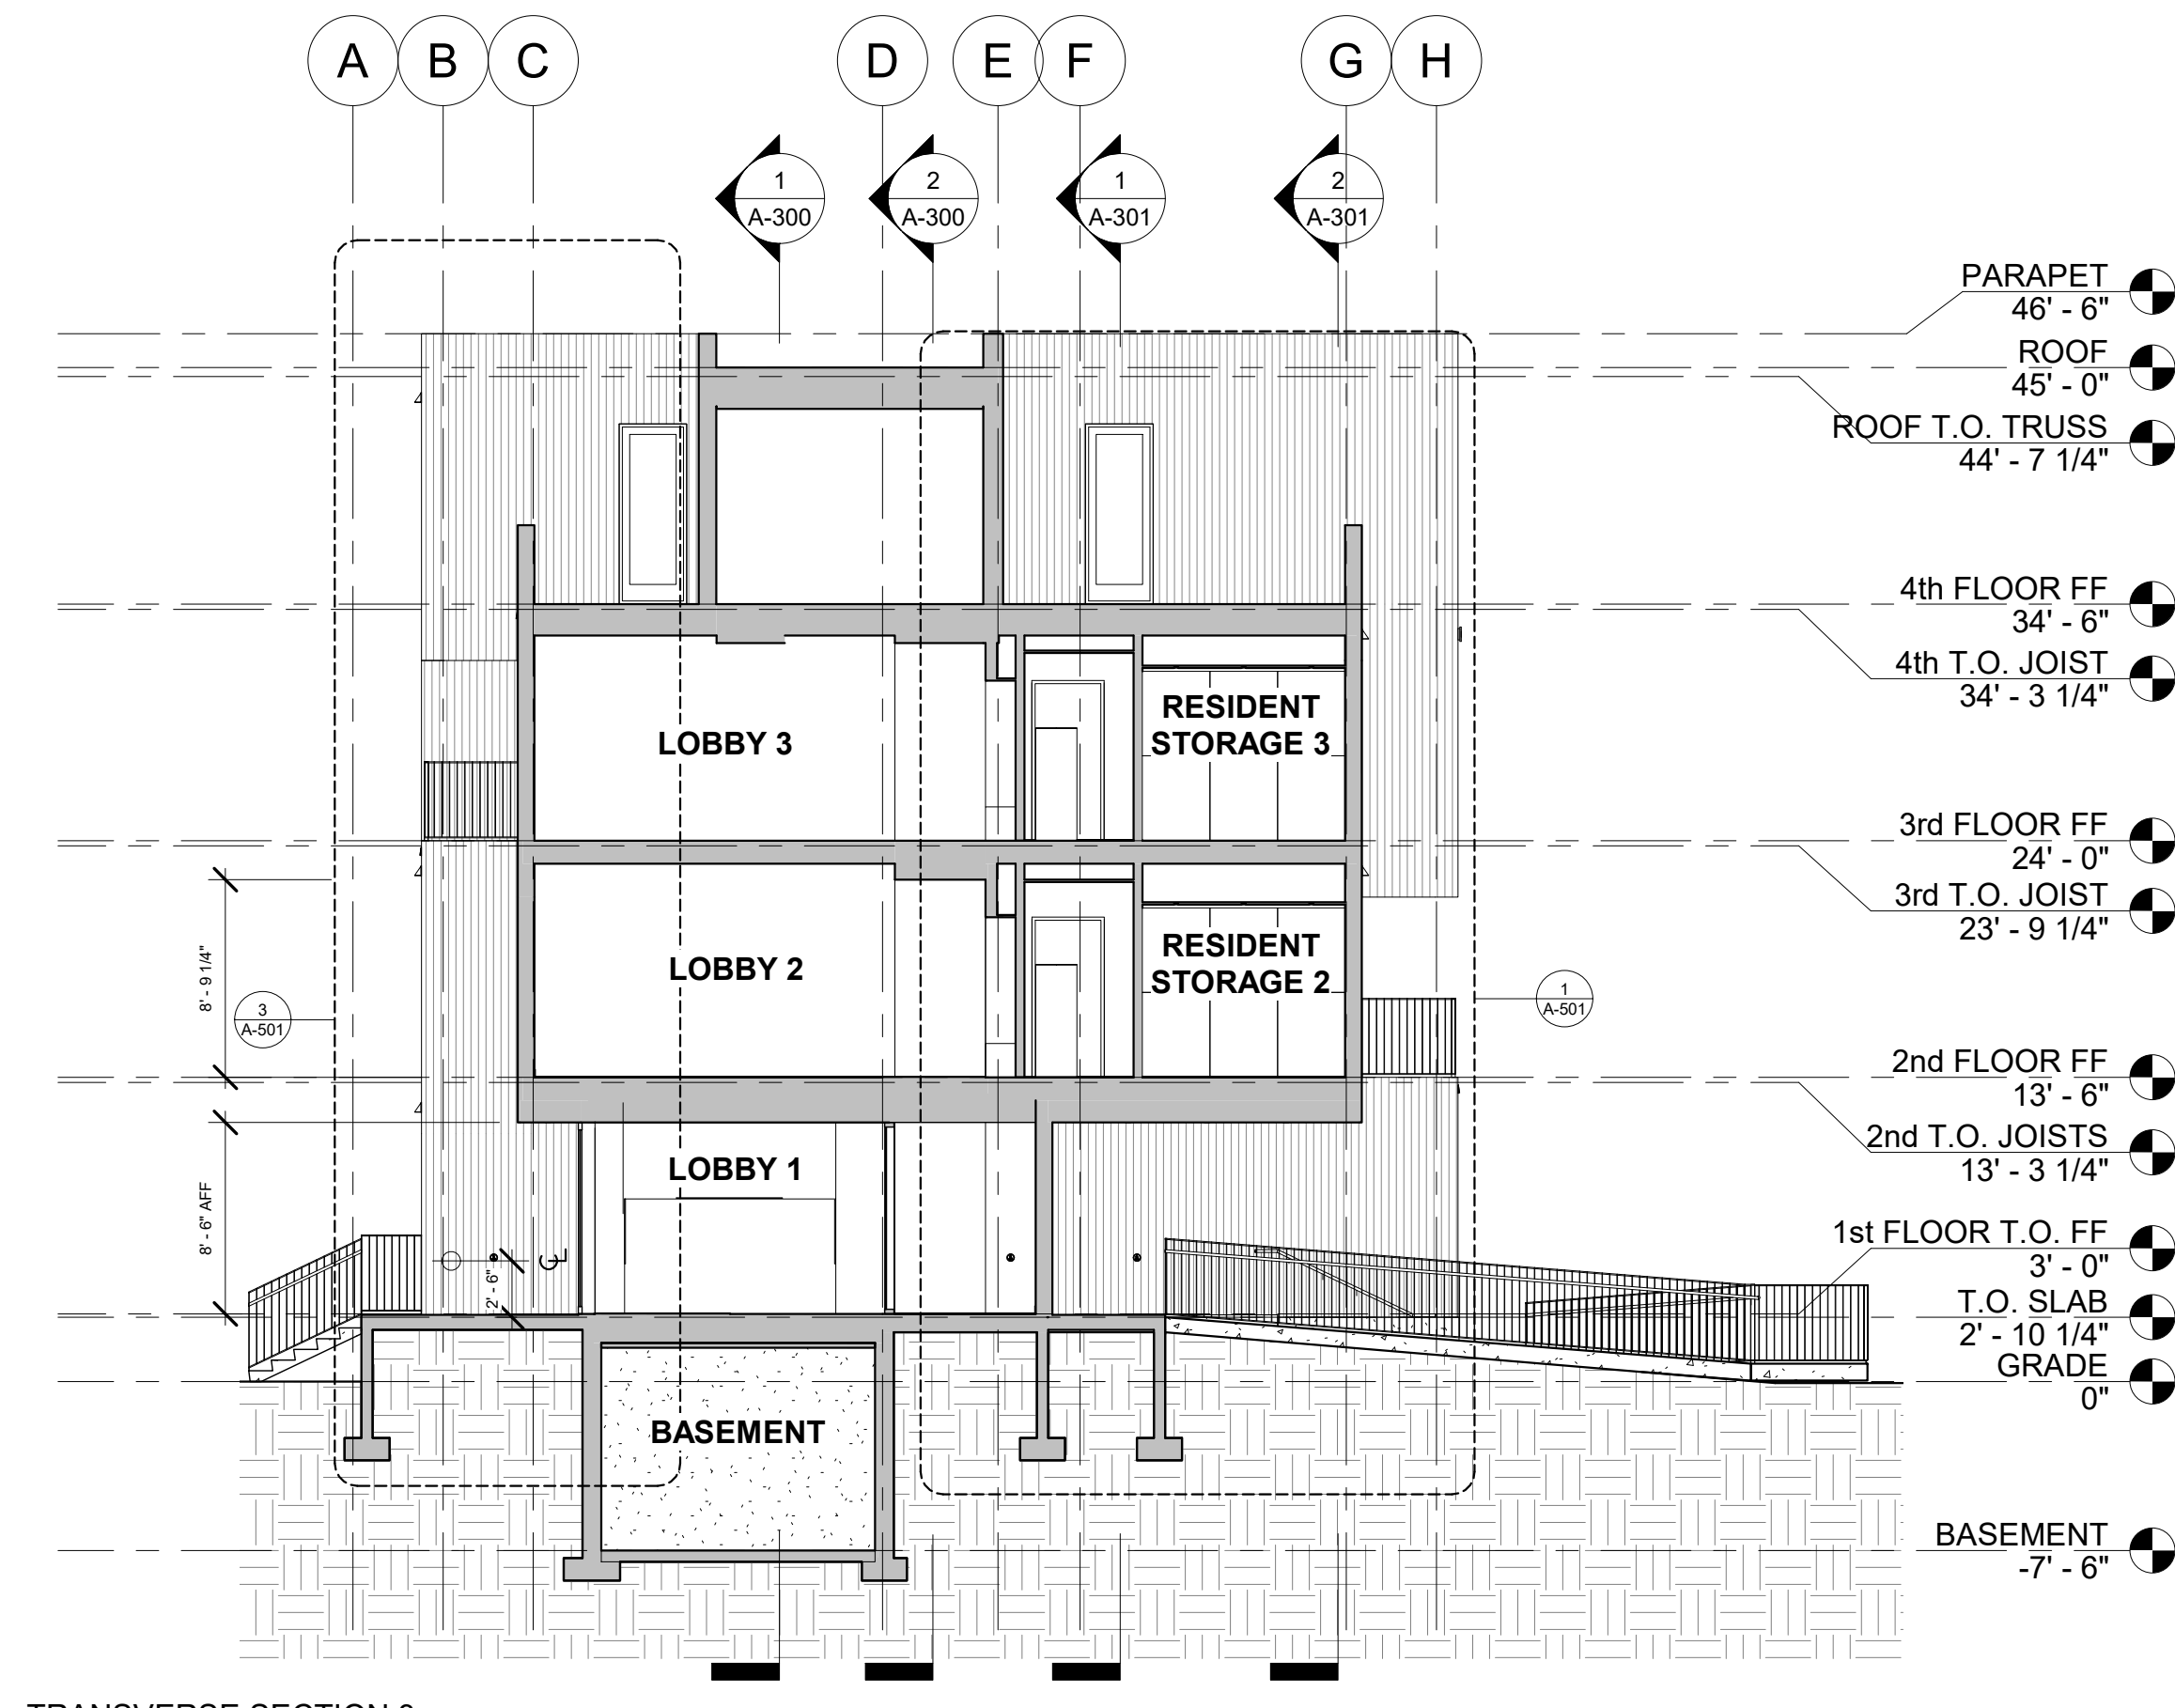 A B C D E F G H
1
A-300
2
A-300
1
A-301
2
A-301
PARAPET
46' - 6"
ROOF
45' - 0"
ROOF T.O. TRUSS
44' - 7 1/4"
4th FLOOR FF
34' - 6"
4th T.O. JOIST
34' - 3 1/4"
RESIDENT
STORAGE 3
LOBBY 3
3rd FLOOR FF
24' - 0"
3rd T.O. JOIST
23' - 9 1/4"
8' - 9 1/4"
LOBBY 2
RESIDENT
STORAGE 2
3
A-501
1
A-501
2nd FLOOR FF
13' - 6"
2nd T.O. JOISTS
13' - 3 1/4"
LOBBY 1
8' - 6" AFF
2' - 6"
CL
1st FLOOR T.O. FF
3' - 0"
T.O. SLAB
2' - 10 1/4"
GRADE
0"
BASEMENT
BASEMENT
-7' - 6"